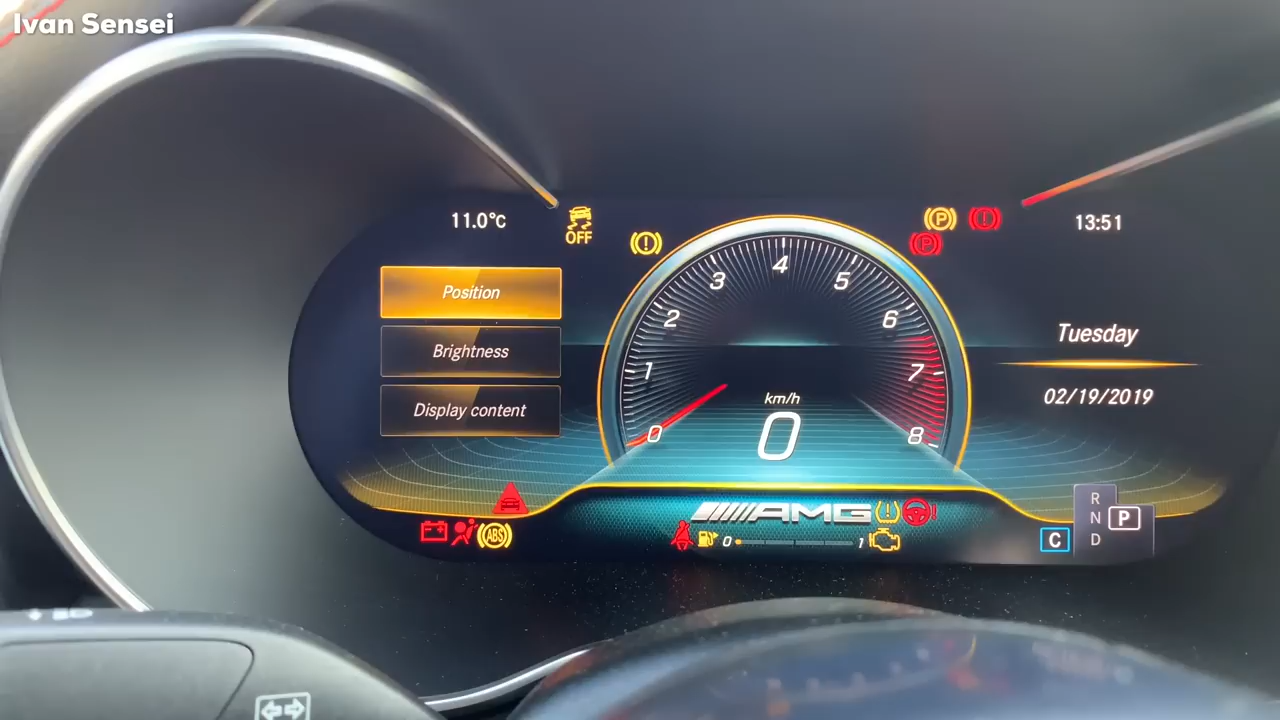 Ivan Sensei
11.0°C
OFF
P
P
13:51
Position
Brightness
Display content
0
1
2
3
4
5
6
7
8
km/h
0
Tuesday
02/19/2019
AMG
ABS
0
1
C
R
N
D
P